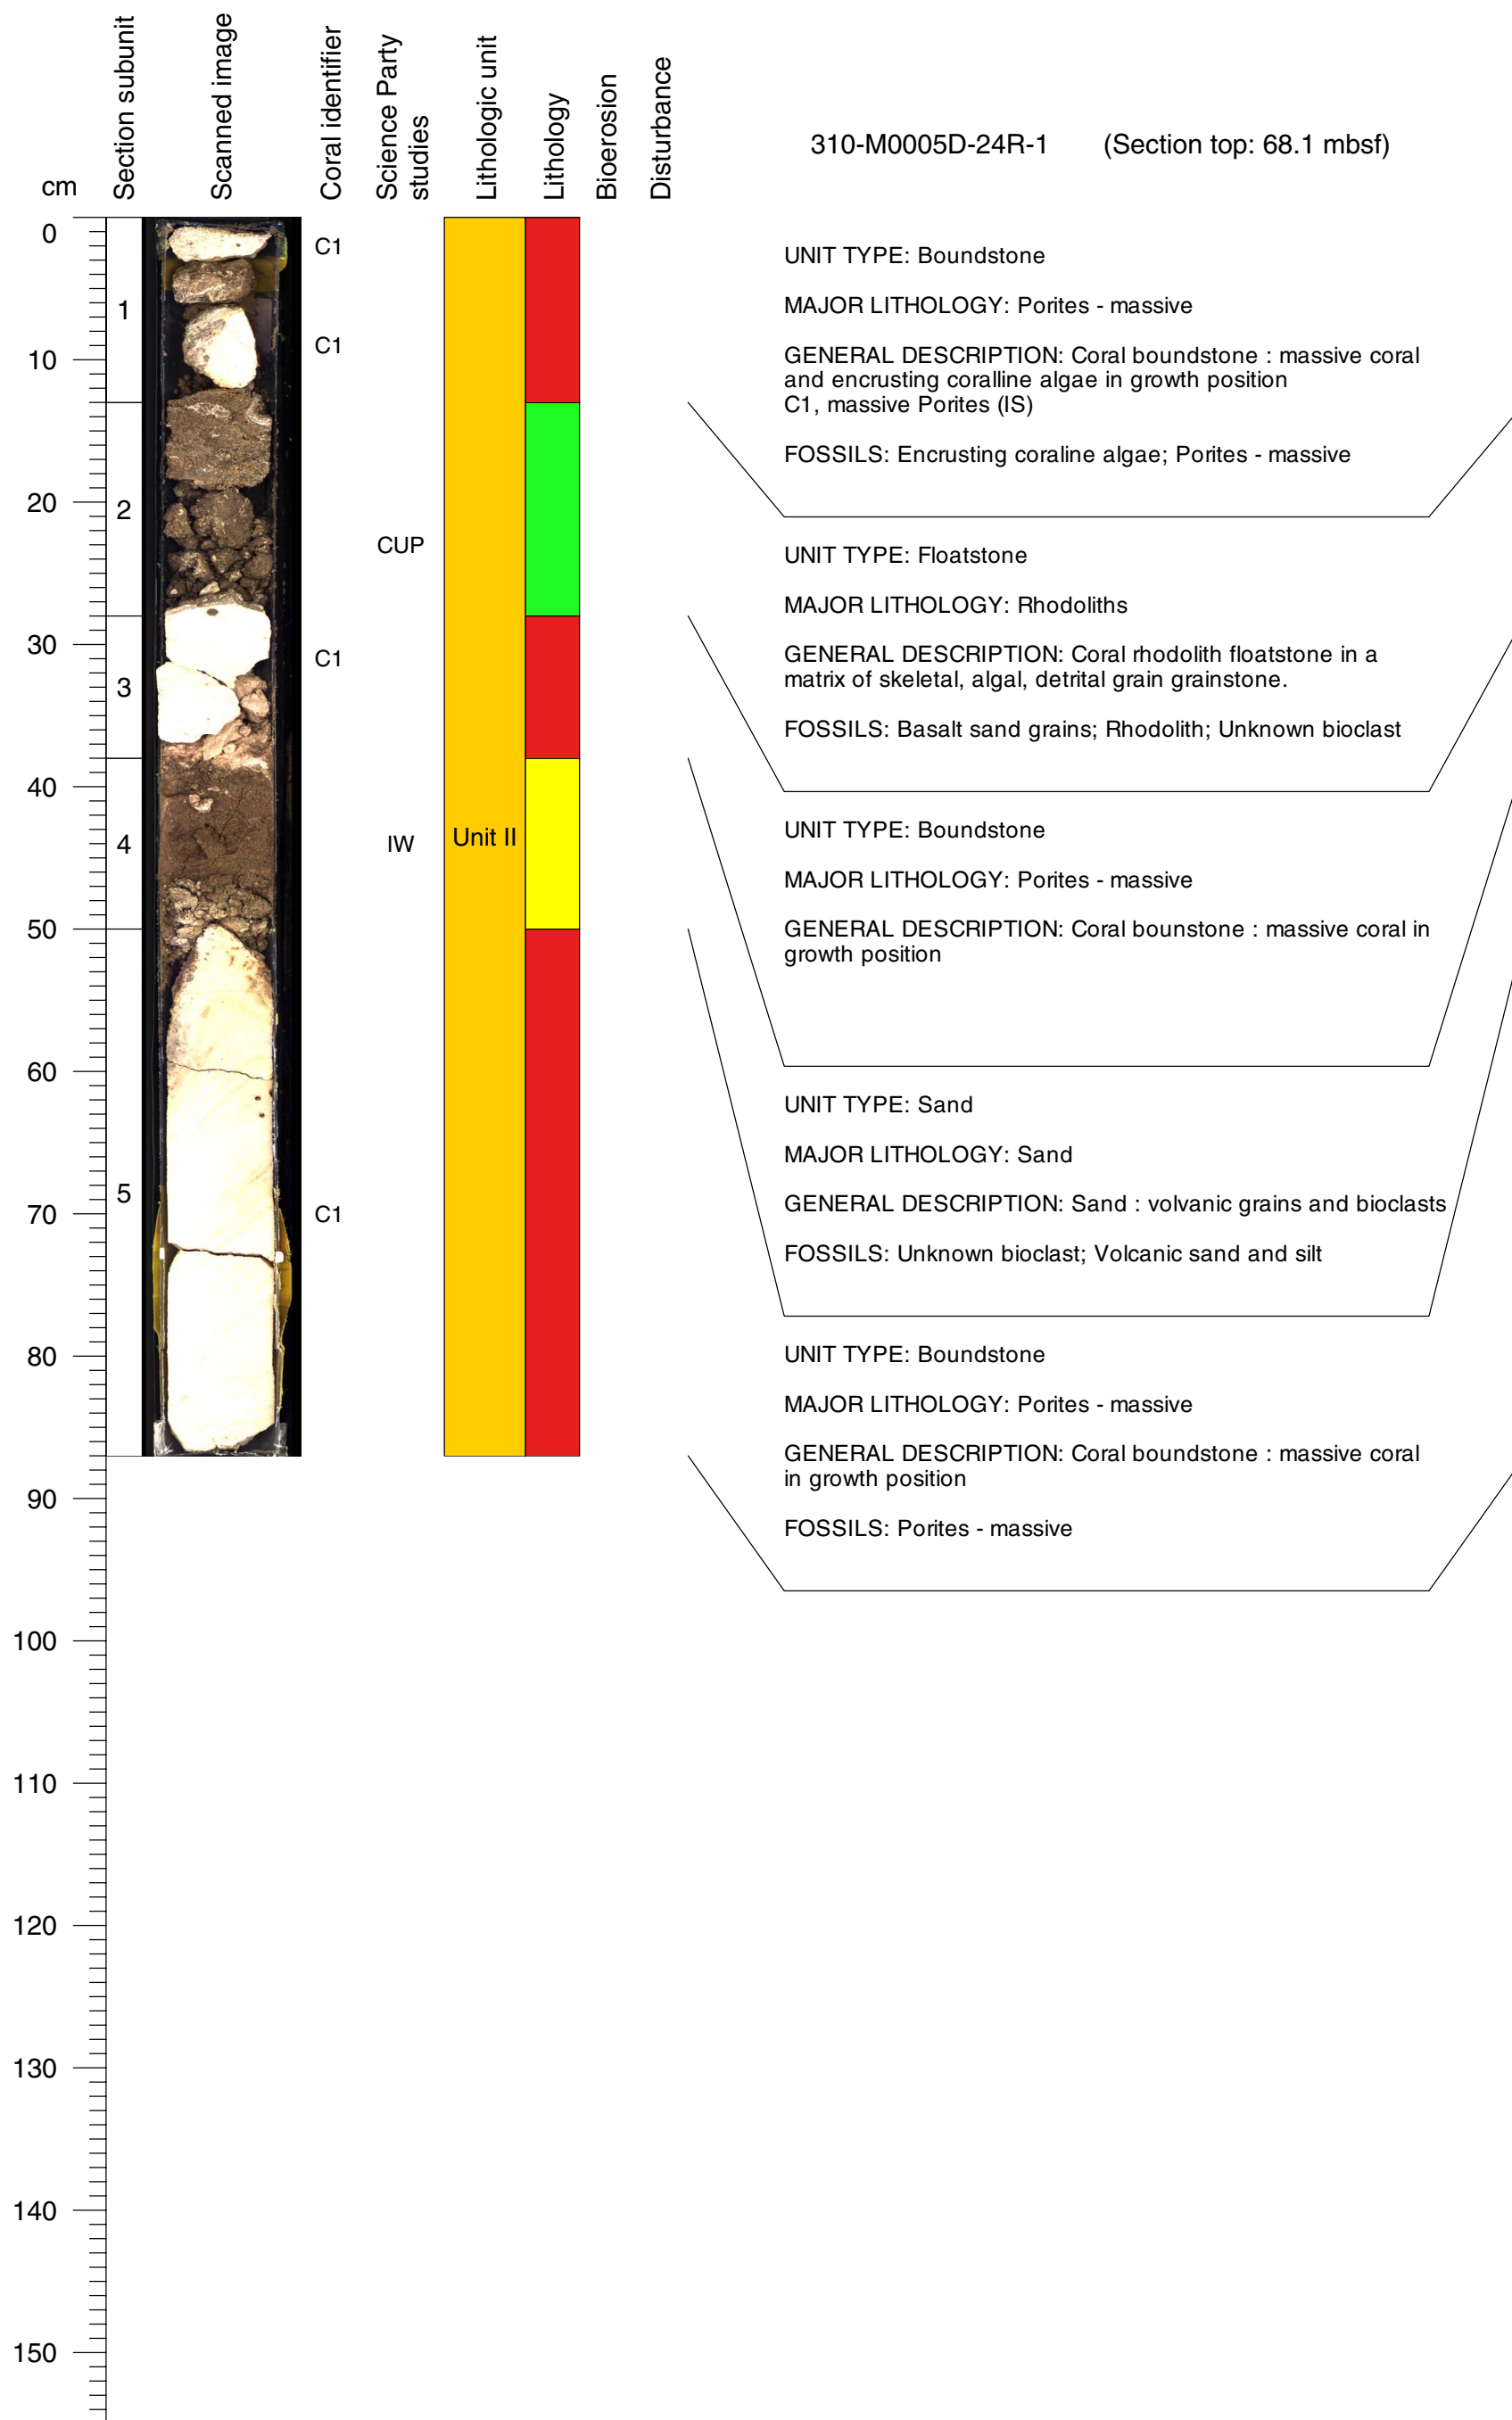 Section subunit
Scanned image
Coral identifier
Science Party
studies
Lithologic unit
Lithology
Bioerosion
Disturbance
310-M0005D-24R-1 (Section top: 68.1 mbsf)
cm
0
10
20
30
40
50
60
70
80
90
100
110
120
130
140
150
1
2
3
4
5
C1
C1
C1
C1
CUP
IW
Unit II
UNIT TYPE: Boundstone
MAJOR LITHOLOGY: Porites - massive
GENERAL DESCRIPTION: Coral boundstone : massive coral
and encrusting coralline algae in growth position
C1, massive Porites (IS)
FOSSILS: Encrusting coraline algae; Porites - massive
UNIT TYPE: Floatstone
MAJOR LITHOLOGY: Rhodoliths
GENERAL DESCRIPTION: Coral rhodolith floatstone in a
matrix of skeletal, algal, detrital grain grainstone.
FOSSILS: Basalt sand grains; Rhodolith; Unknown bioclast
UNIT TYPE: Boundstone
MAJOR LITHOLOGY: Porites - massive
GENERAL DESCRIPTION: Coral bounstone : massive coral in
growth position
UNIT TYPE: Sand
MAJOR LITHOLOGY: Sand
GENERAL DESCRIPTION: Sand : volvanic grains and bioclasts
FOSSILS: Unknown bioclast; Volcanic sand and silt
UNIT TYPE: Boundstone
MAJOR LITHOLOGY: Porites - massive
GENERAL DESCRIPTION: Coral boundstone : massive coral
in growth position
FOSSILS: Porites - massive